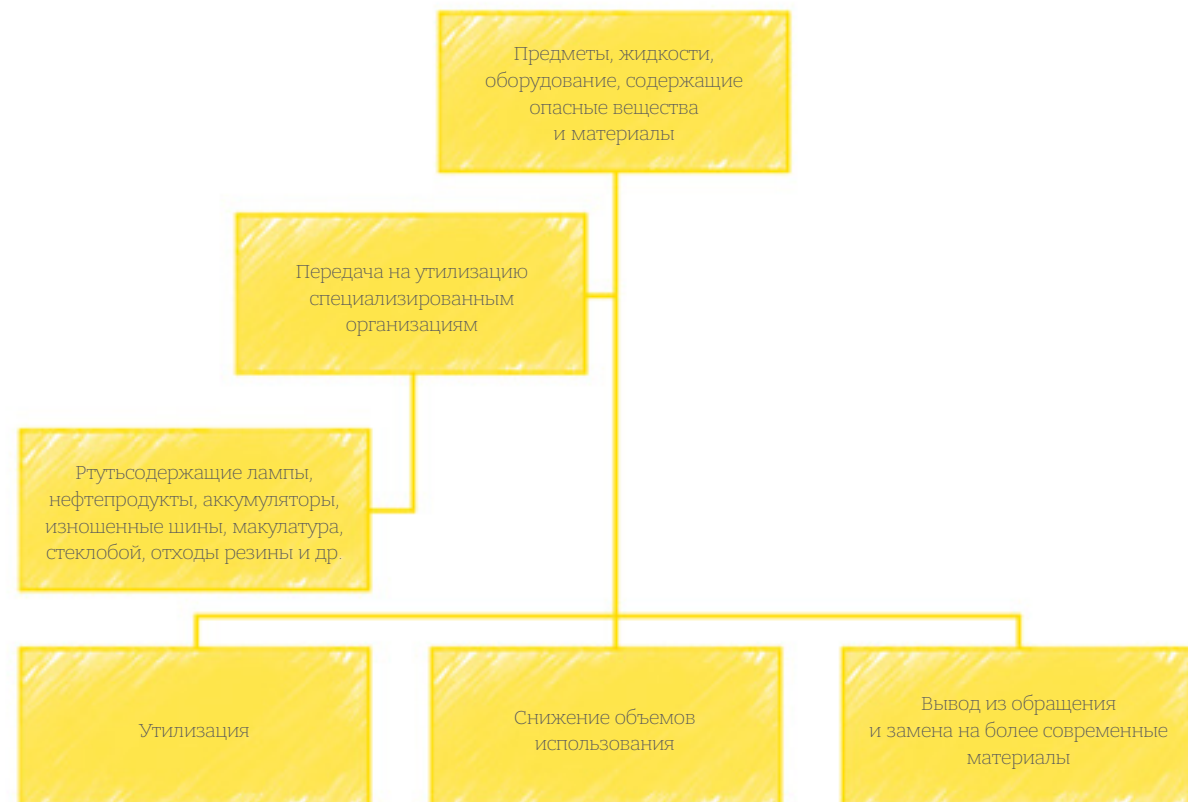 Предметы, жидкости,
оборудование, содержащие
опасные вещества
и материалы
Передача на утилизацию
специализированным
организациям
Ртутьсодержащие лампы,
нефтепродукты, аккумуляторы,
изношенные шины, макулатура,
стеклобой, отходы резины и др.
Утилизация
Снижение объемов
использования
Вывод из обращения
и замена на более современные
материалы